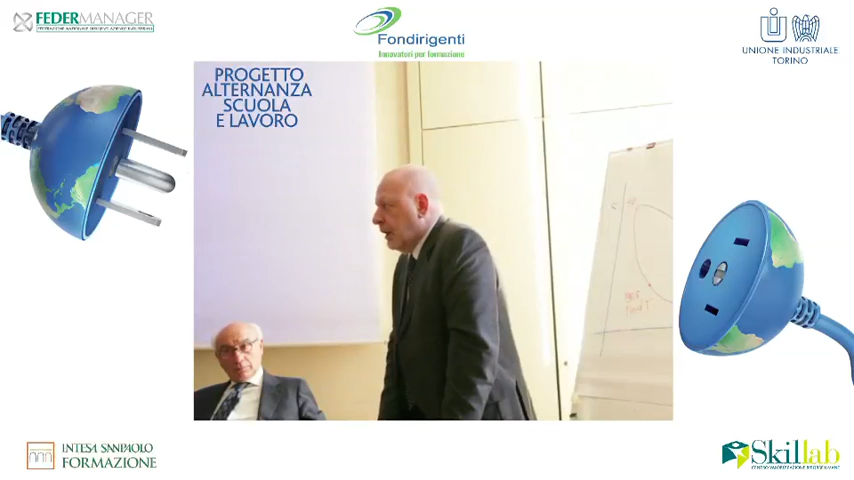 FEDERMANAGER
Fondirigenti
Innovatori per formazione
UNIONE INDUSTRIALE
TORINO
PROGETTO
ALTERNANZA
SCUOLA
E LAVORO
INTESA SANPAOLO
FORMAZIONE
Skillab